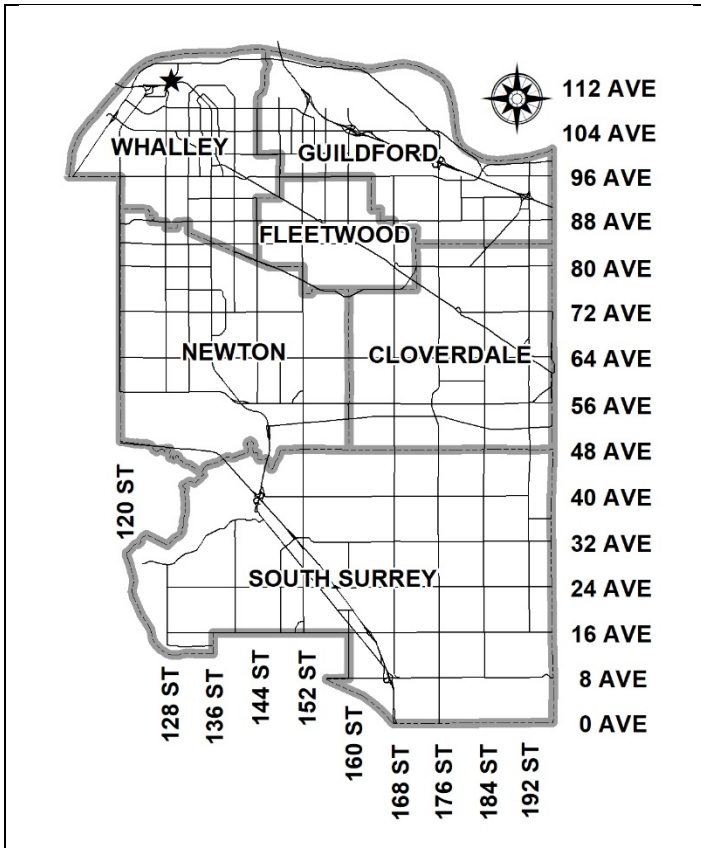 112 AVE
104 AVE
WHALLEY
GUILDFORD
96 AVE
88 AVE
FLEETWOOD
80 AVE
72 AVE
NEWTON
CLOVERDALE
64 AVE
56 AVE
48 AVE
120 ST
40 AVE
32 AVE
SOUTH SURREY
24 AVE
16 AVE
128 ST
136 ST
144 ST
152 ST
160 ST
8 AVE
0 AVE
168 ST
176 ST
184 ST
192 ST